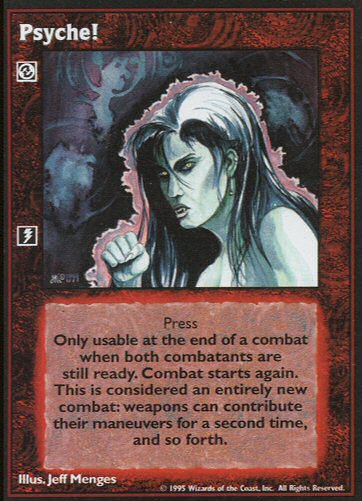 Psyche!
Press
Only usable at the end of a combat
when both combatants are
still ready. Combat starts again.
This is considered an entirely new
combat: weapons can contribute
their maneuvers for a second time,
and so forth.
Illus. Jeff Menges
© 1995 Wizards of the Coast, Inc. All Rights Reserved.